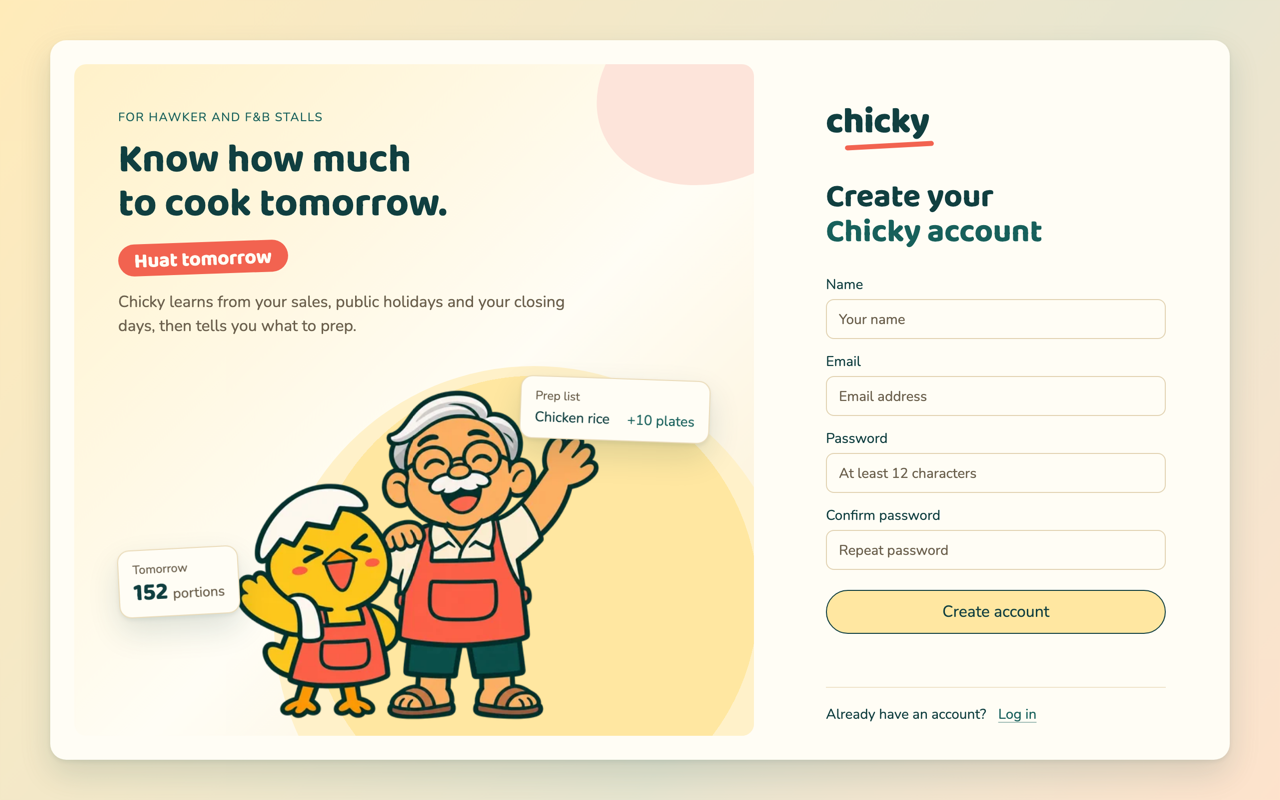 FOR HAWKER AND F&B STALLS
Know how much
to cook tomorrow.
Huat tomorrow
Chicky learns from your sales, public holidays and your closing
days, then tells you what to prep.
Prep list
Chicken rice +10 plates
Tomorrow
152 portions
chicky
Create your
Chicky account
Name
Your name
Email
Email address
Password
At least 12 characters
Confirm password
Repeat password
Create account
Already have an account? Log in